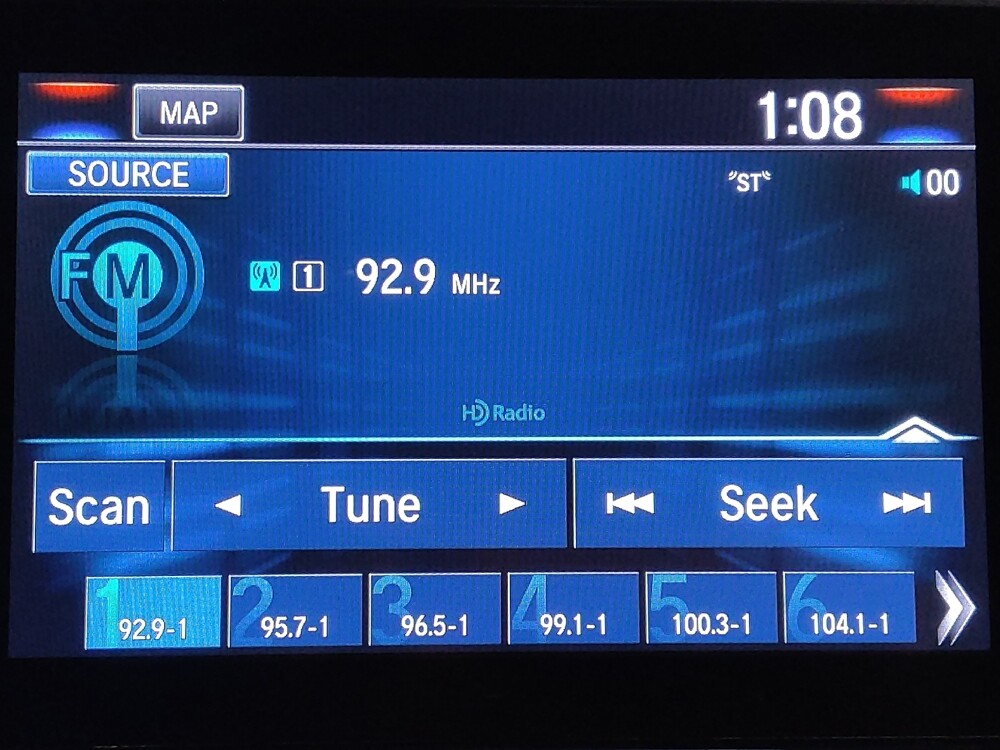 MAP 1:08
SOURCE "ST" 00
FM 1 92.9 MHz
HD Radio
Scan Tune Seek
1 2 3 4 5 6
92.9-1 95.7-1 96.5-1 99.1-1 100.3-1 104.1-1